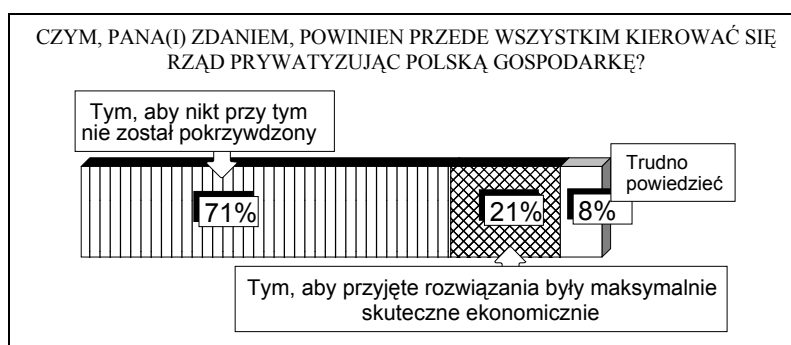 CZYM, PANA(I) ZDANIEM, POWINIEN PRZEDE WSZYSTKIM KIEROWAĆ SIĘ
RZĄD PRYWATYZUJĄC POLSKĄ GOSPODARKĘ?
Tym, aby nikt przy tym
nie został pokrzywdzony
Trudno
powiedzieć
71%
21%
8%
Tym, aby przyjęte rozwiązania były maksymalnie
skuteczne ekonomicznie